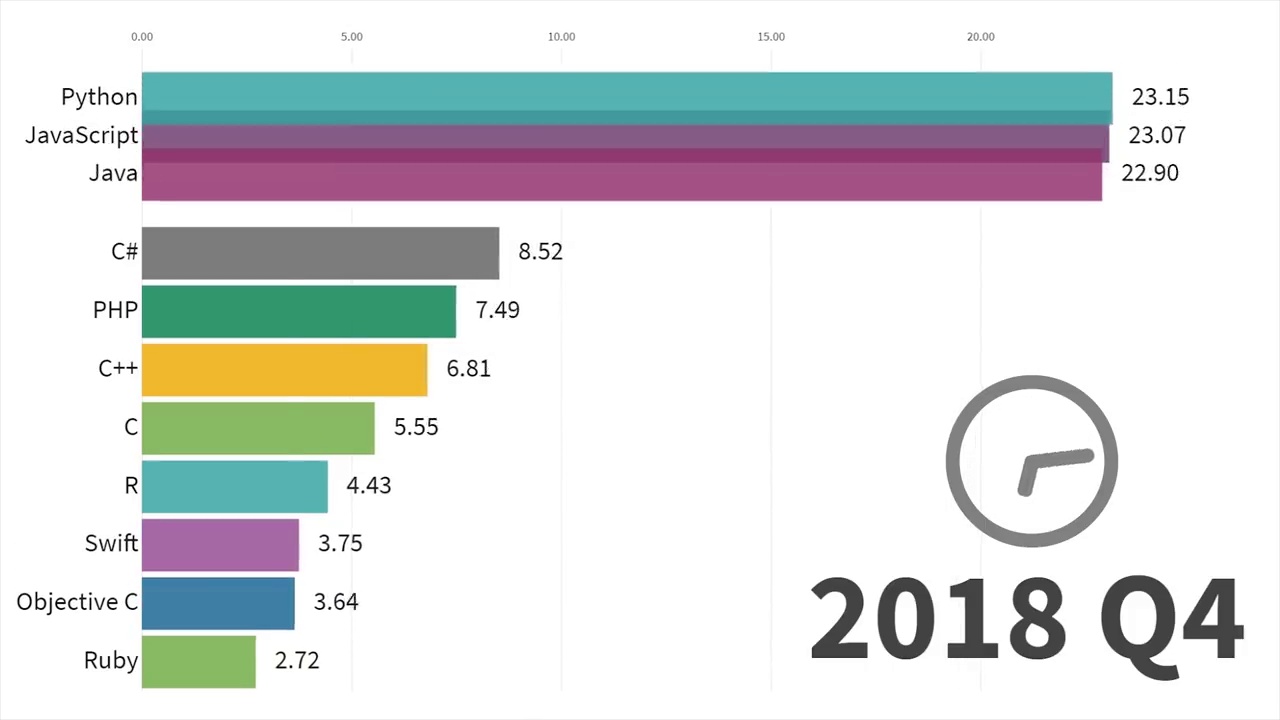 0.00 5.00 10.00 15.00 20.00
Python 23.15
JavaScript 23.07
Java 22.90
C# 8.52
PHP 7.49
C++ 6.81
C 5.55
R 4.43
Swift 3.75
Objective C 3.64
Ruby 2.72
2018 Q4